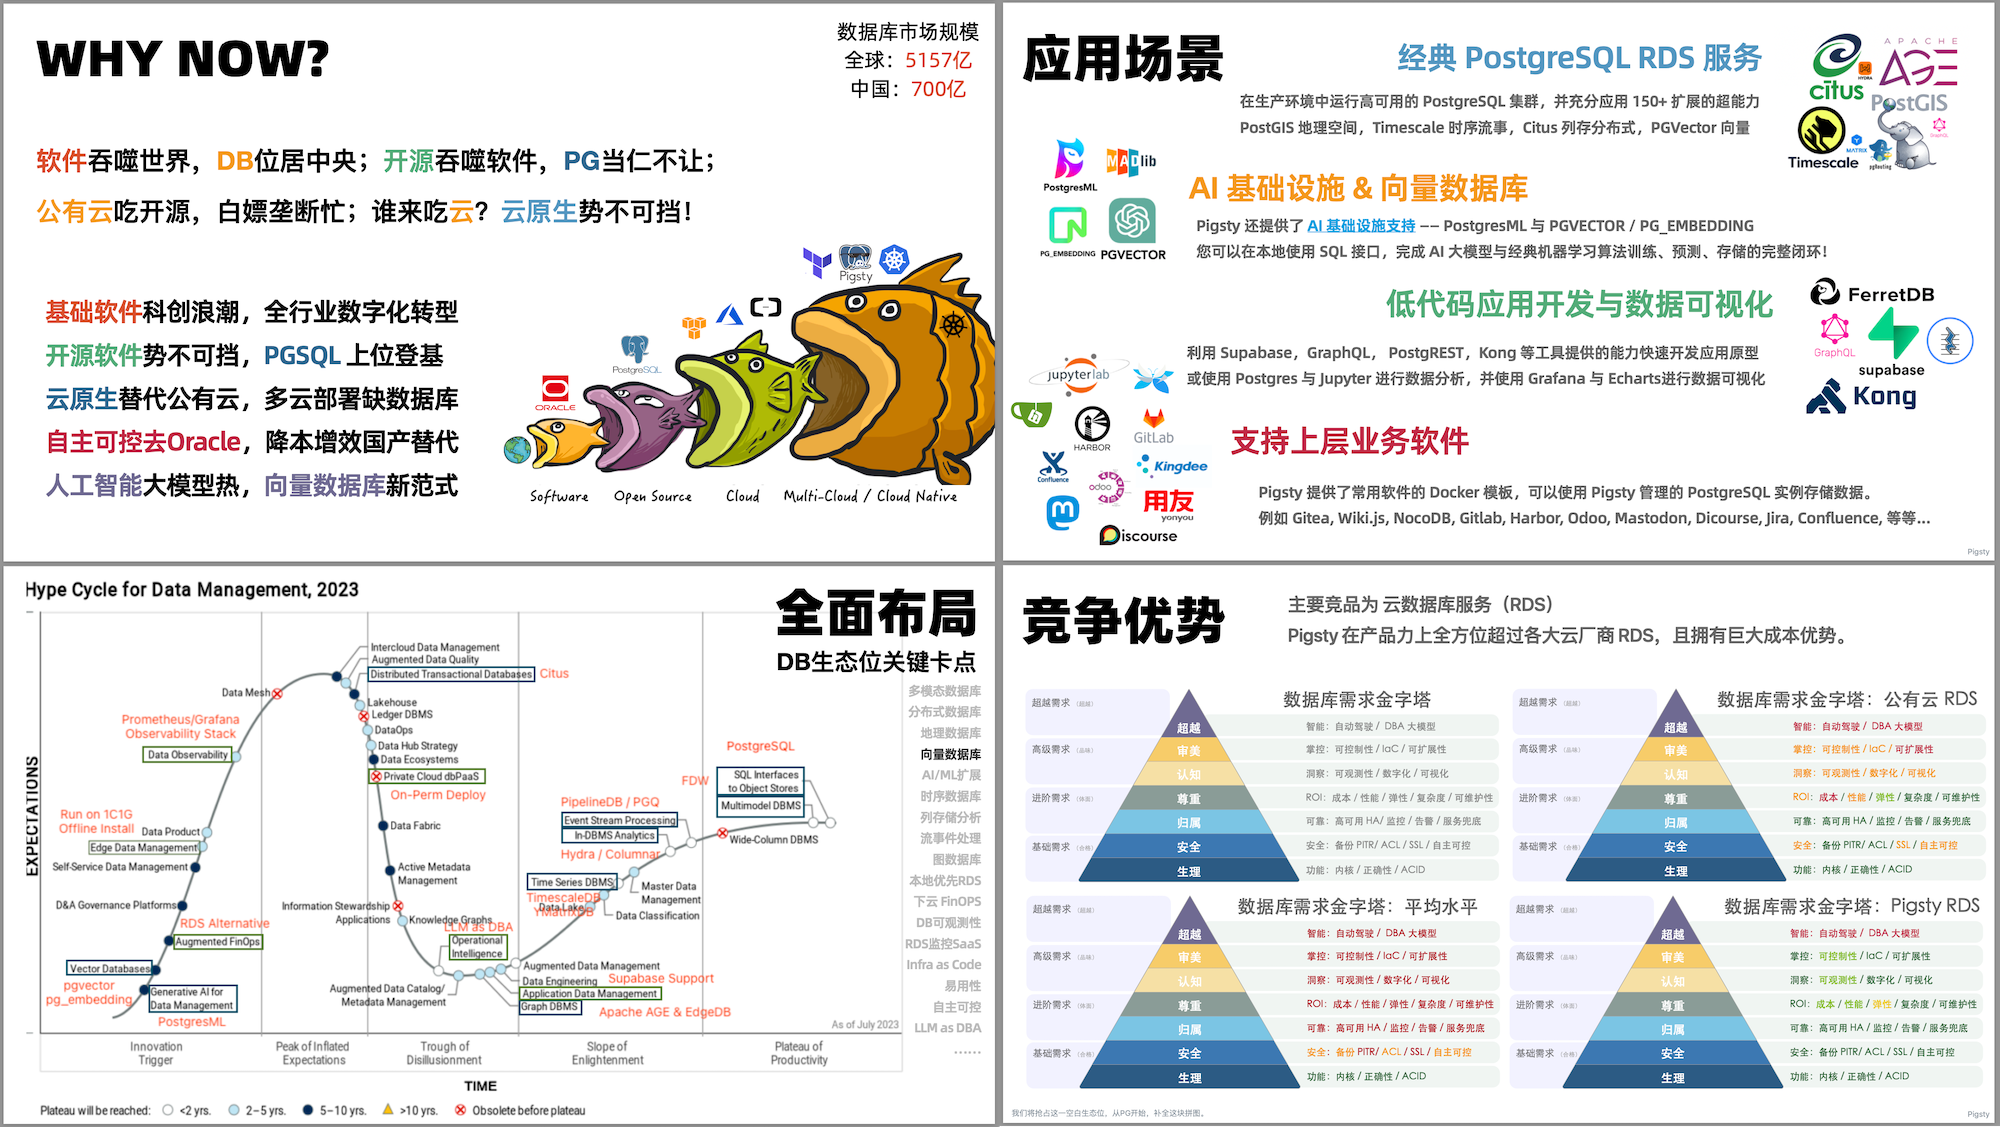 WHY NOW?
数据库市场规模
全球：5157亿
中国：700亿
软件吞噬世界，DB位居中央；开源吞噬软件，PG当仁不让；
公有云吃开源，白嫖垄断忙；谁来吃云？云原生势不可挡！
基础软件科创浪潮，全行业数字化转型
开源软件势不可挡，PGSQL 上位登基
云原生替代公有云，多云部署缺数据库
自主可控去Oracle，降本增效国产替代
人工智能大模型热，向量数据库新范式
Pigsty
PostgreSQL
ORACLE
Software
Open Source
Cloud
Multi-Cloud / Cloud Native
应用场景
经典 PostgreSQL RDS 服务
在生产环境中运行高可用的 PostgreSQL 集群，并充分应用 150+ 扩展的超能力
PostGIS 地理空间，Timescale 时序流事，Citus 列存分布式，PGVector 向量
citus
HYDRA
APACHE
AGE
PostGIS
Timescale
MATRIX
pgRouting
GraphQL
PostgresML
MADlib
PG_EMBEDDING
PGVECTOR
AI 基础设施 & 向量数据库
Pigsty 还提供了 AI 基础设施支持 —— PostgresML 与 PGVECTOR / PG_EMBEDDING
您可以在本地使用 SQL 接口，完成 AI 大模型与经典机器学习算法训练、预测、存储的完整闭环！
低代码应用开发与数据可视化
利用 Supabase，GraphQL， PostgREST，Kong 等工具提供的能力快速开发应用原型
或使用 Postgres 与 Jupyter 进行数据分析，并使用 Grafana 与 Echarts进行数据可视化
FerretDB
GraphQL
supabase
Kong
jupyterlab
HARBOR
GitLab
Confluence
Kingdee
odoo
用友
yonyou
Discourse
支持上层业务软件
Pigsty 提供了常用软件的 Docker 模板，可以使用 Pigsty 管理的 PostgreSQL 实例存储数据。
例如 Gitea, Wiki.js, NocoDB, Gitlab, Harbor, Odoo, Mastodon, Dicourse, Jira, Confluence, 等等...
Pigsty
Hype Cycle for Data Management, 2023
全面布局
DB生态位关键卡点
多模态数据库
分布式数据库
地理数据库
向量数据库
AI/ML扩展
时序数据库
列存储分析
流事件处理
图数据库
本地优先RDS
下云 FinOPS
DB可观测性
RDS监控SaaS
Infra as Code
易用性
自主可控
LLM as DBA
......
EXPECTATIONS
Data Mesh
Prometheus/Grafana
Observability Stack
Data Observability
Run on 1C1G
Offline Install
Data Product
Edge Data Management
Self-Service Data Management
D&A Governance Platforms
RDS Alternative
Augmented FinOps
Vector Databases
pgvector
pg_embedding
Generative AI for
Data Management
PostgresML
Intercloud Data Management
Augmented Data Quality
Distributed Transactional Databases
Citus
Lakehouse
Ledger DBMS
DataOps
Data Hub Strategy
Data Ecosystems
Private Cloud dbPaaS
On-Perm Deploy
Data Fabric
Active Metadata
Management
Information Stewardship
Applications
Knowledge Graphs
LLM as DBA
Operational
Intelligence
Augmented Data Catalog/
Metadata Management
Augmented Data Management
Data Engineering
Supabase Support
Application Data Management
Graph DBMS
Apache AGE & EdgeDB
PostgreSQL
FDW
SQL Interfaces
to Object Stores
Multimodel DBMS
Wide-Column DBMS
PipelineDB / PGQ
Event Stream Processing
In-DBMS Analytics
Hydra / Columnar
Time Series DBMS
TimescaleDB
YMatrixDB
Data Lake
Master Data
Management
Data Classification
As of July 2023
Innovation
Trigger
Peak of Inflated
Expectations
Trough of
Disillusionment
Slope of
Enlightenment
Plateau of
Productivity
TIME
Plateau will be reached:
<2 yrs.
2–5 yrs.
5–10 yrs.
>10 yrs.
Obsolete before plateau
竞争优势
主要竞品为 云数据库服务（RDS）
Pigsty 在产品力上全方位超过各大云厂商 RDS，且拥有巨大成本优势。
数据库需求金字塔
超越需求（超越）
高级需求（品味）
进阶需求（体面）
基础需求（合格）
超越
审美
认知
尊重
归属
安全
生理
智能：自动驾驶 / DBA 大模型
掌控：可控制性 / IaC / 可扩展性
洞察：可观测性 / 数字化 / 可视化
ROI：成本 / 性能 / 弹性 / 复杂度 / 可维护性
可靠：高可用 HA/ 监控 / 告警 / 服务兜底
安全：备份 PITR/ ACL / SSL / 自主可控
功能：内核 / 正确性 / ACID
数据库需求金字塔：公有云 RDS
超越需求（超越）
高级需求（品味）
进阶需求（体面）
基础需求（合格）
超越
审美
认知
尊重
归属
安全
生理
智能：自动驾驶 / DBA 大模型
掌控：可控制性 / IaC / 可扩展性
洞察：可观测性 / 数字化 / 可视化
ROI：成本 / 性能 / 弹性 / 复杂度 / 可维护性
可靠：高可用 HA / 监控 / 告警 / 服务兜底
安全：备份 PITR/ ACL / SSL / 自主可控
功能：内核 / 正确性 / ACID
数据库需求金字塔：平均水平
超越需求（超越）
高级需求（品味）
进阶需求（体面）
基础需求（合格）
超越
审美
认知
尊重
归属
安全
生理
智能：自动驾驶 / DBA 大模型
掌控：可控制性 / IaC / 可扩展性
洞察：可观测性 / 数字化 / 可视化
ROI：成本 / 性能 / 弹性 / 复杂度 / 可维护性
可靠：高可用 HA / 监控 / 告警 / 服务兜底
安全：备份 PITR/ ACL / SSL / 自主可控
功能：内核 / 正确性 / ACID
数据库需求金字塔：Pigsty RDS
超越需求（超越）
高级需求（品味）
进阶需求（体面）
基础需求（合格）
超越
审美
认知
尊重
归属
安全
生理
智能：自动驾驶 / DBA 大模型
掌控：可控制性 / IaC / 可扩展性
洞察：可观测性 / 数字化 / 可视化
ROI：成本 / 性能 / 弹性 / 复杂度 / 可维护性
可靠：高可用 HA / 监控 / 告警 / 服务兜底
安全：备份 PITR/ ACL / SSL / 自主可控
功能：内核 / 正确性 / ACID
我们将抢占这一空白生态位，从PG开始，补全这块拼图。
Pigsty